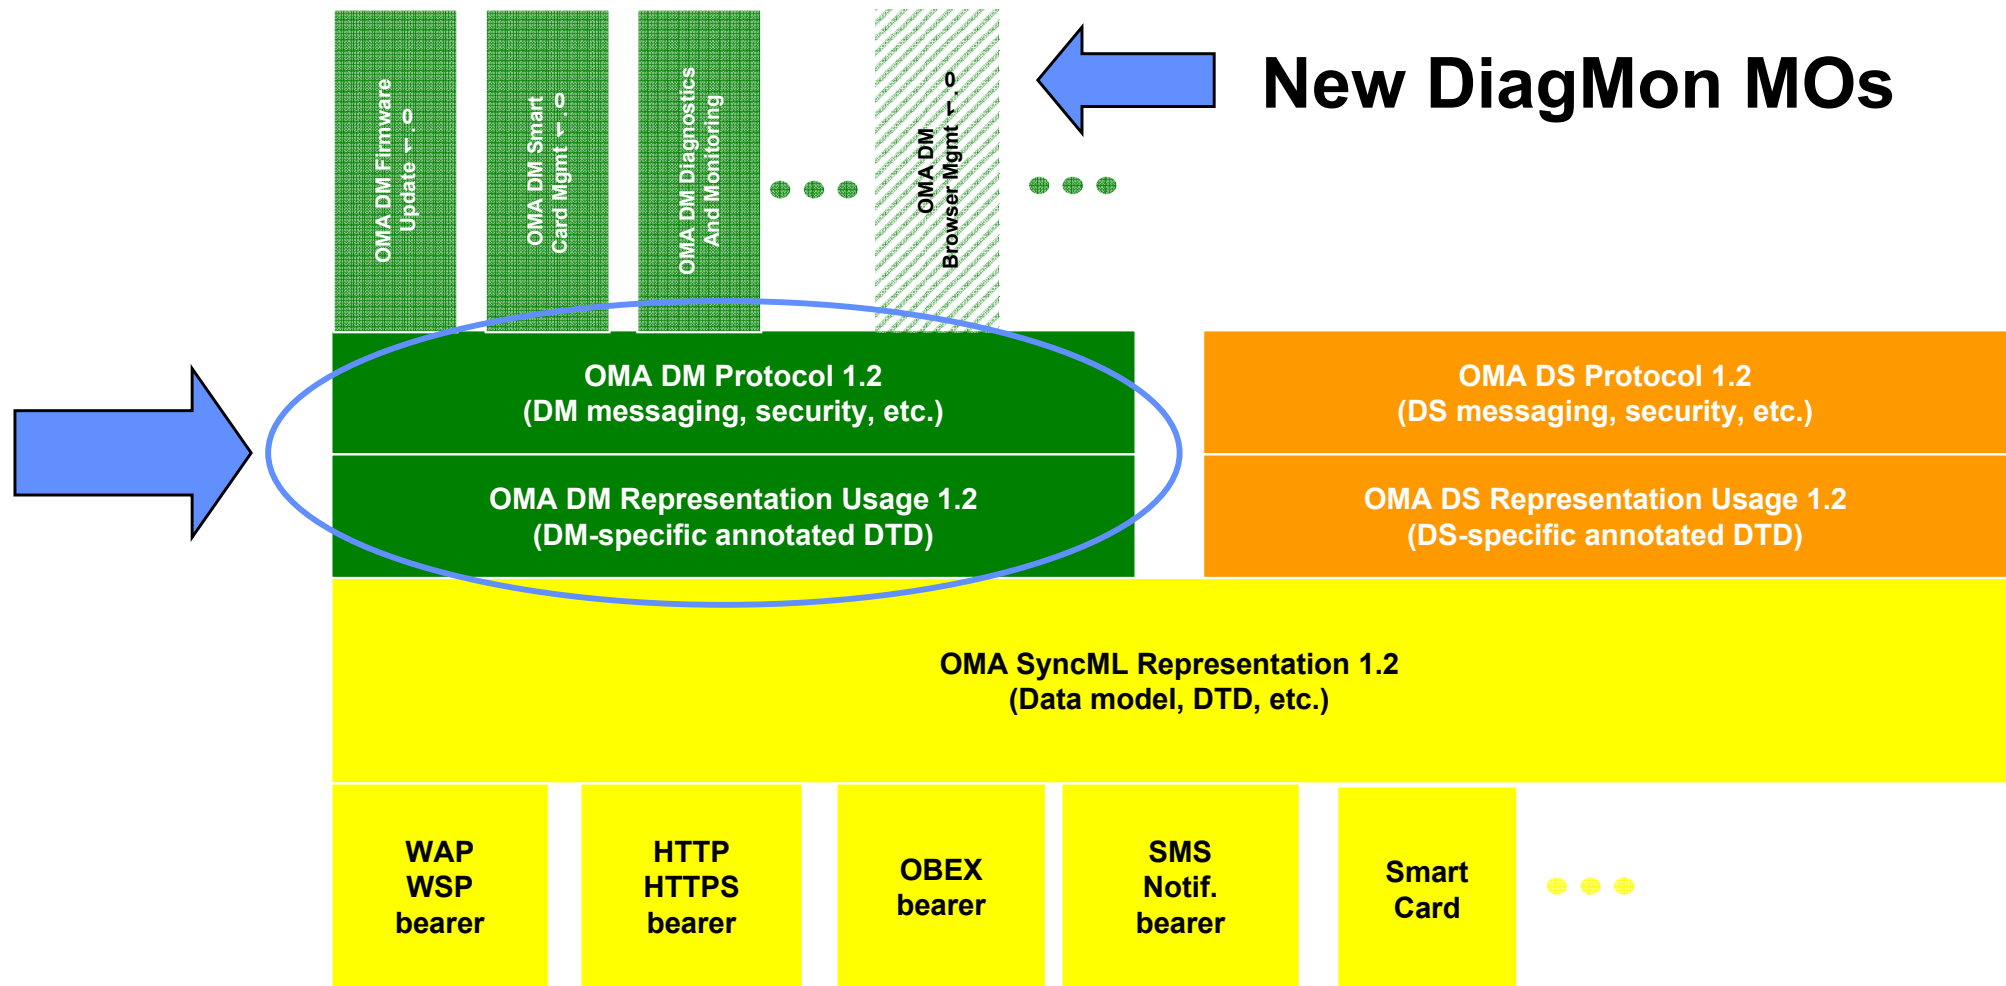 OMA DM Firmware
Update 1.0
OMA DM Smart
Card Mgmt 1.0
OMA DM Diagnostics
And Monitoring
OMA DM
Browser Mgmt 1.0
New DiagMon MOs
OMA DM Protocol 1.2
(DM messaging, security, etc.)
OMA DS Protocol 1.2
(DS messaging, security, etc.)
OMA DM Representation Usage 1.2
(DM-specific annotated DTD)
OMA DS Representation Usage 1.2
(DS-specific annotated DTD)
OMA SyncML Representation 1.2
(Data model, DTD, etc.)
WAP
WSP
bearer
HTTP
HTTPS
bearer
OBEX
bearer
SMS
Notif.
bearer
Smart
Card